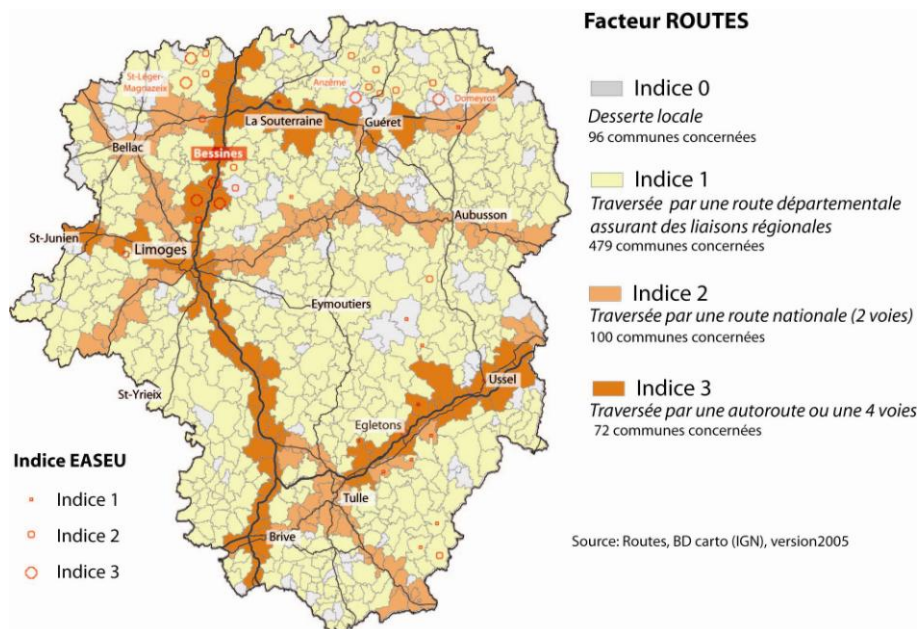 Facteur ROUTES
Indice 0
Desserte locale
96 communes concernées
Indice 1
Traversée par une route départementale
assurant des liaisons régionales
479 communes concernées
Indice 2
Traversée par une route nationale (2 voies)
100 communes concernées
Indice 3
Traversée par une autoroute ou une 4 voies
72 communes concernées
Source: Routes, BD carto (IGN), version2005
St-Léger-
Magnazeix
Anzème
Domeyrot
La Souterraine
Guéret
Bellac
Bessines
Aubusson
St-Junien
Limoges
Eymoutiers
St-Yrieix
Ussel
Egletons
Tulle
Brive
Indice EASEU
Indice 1
Indice 2
Indice 3